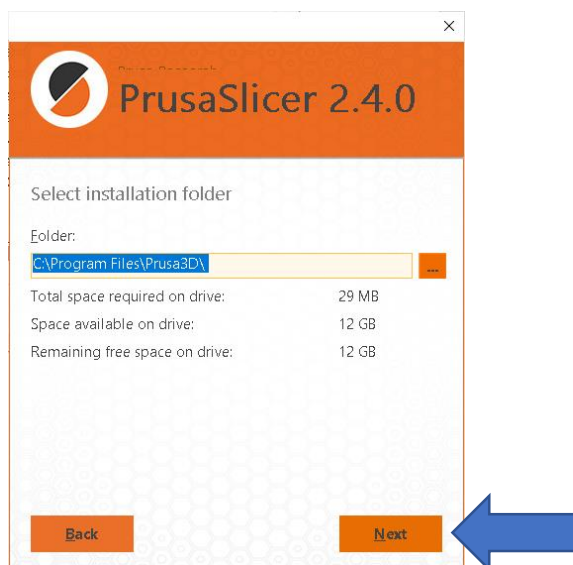 PrusaSlicer 2.4.0
Select installation folder
Folder:
C:\Program Files\Prusa3D\
...
Total space required on drive: 29 MB
Space available on drive: 12 GB
Remaining free space on drive: 12 GB
Back Next